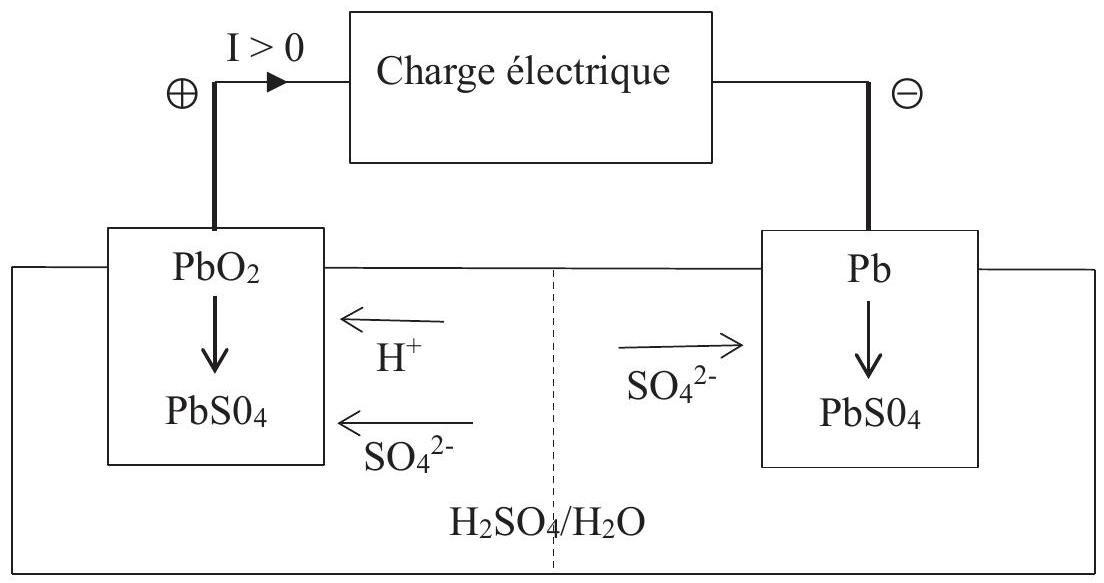 I > 0
Charge électrique
⊕
⊖
PbO₂
Pb
H⁺
SO₄²⁻
PbS0₄
PbS0₄
SO₄²⁻
H₂SO₄/H₂O